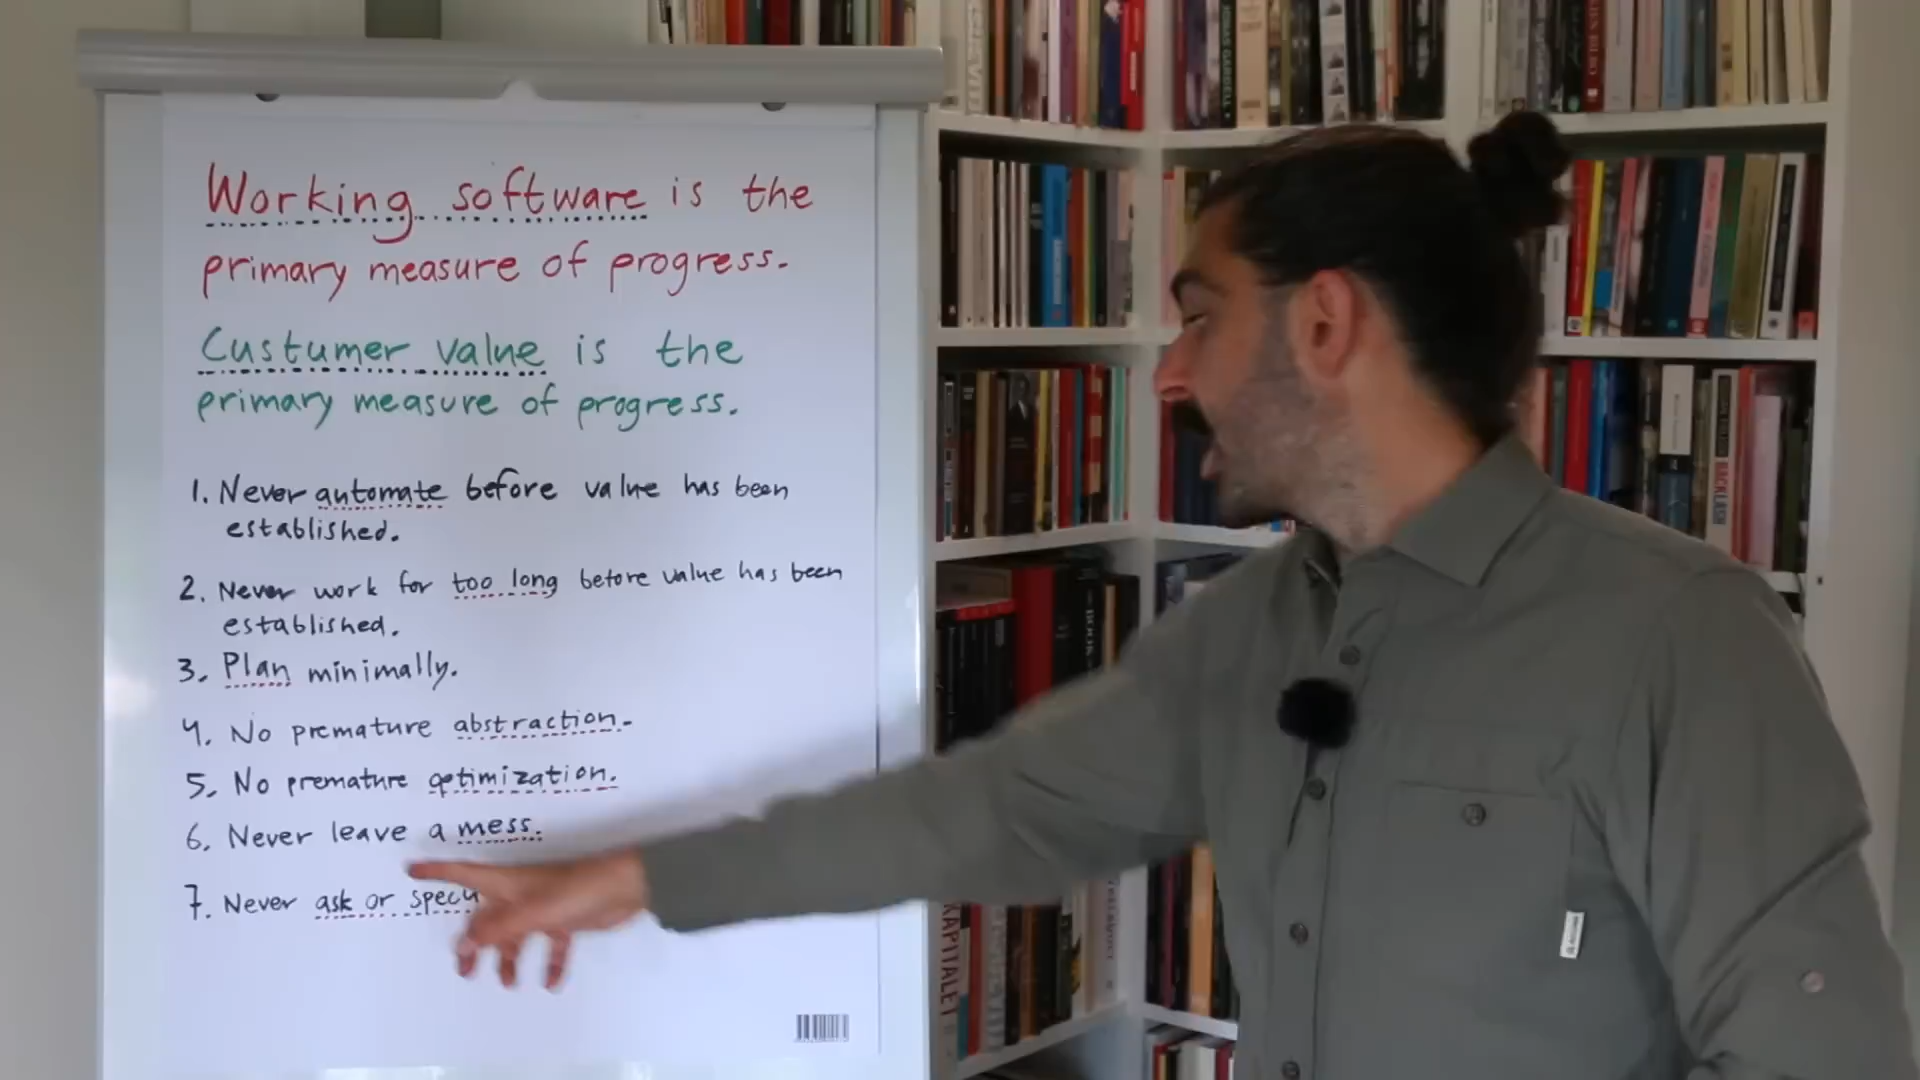 Working software is the
primary measure of progress.
Custumer value is the
primary measure of progress.
1. Never automate before value has been
established.
2. Never work for too long before value has been
established.
3. Plan minimally.
4. No premature abstraction.
5. No premature optimization.
6. Never leave a mess.
7. Never ask or specu
KAPITALET
BACKLASH